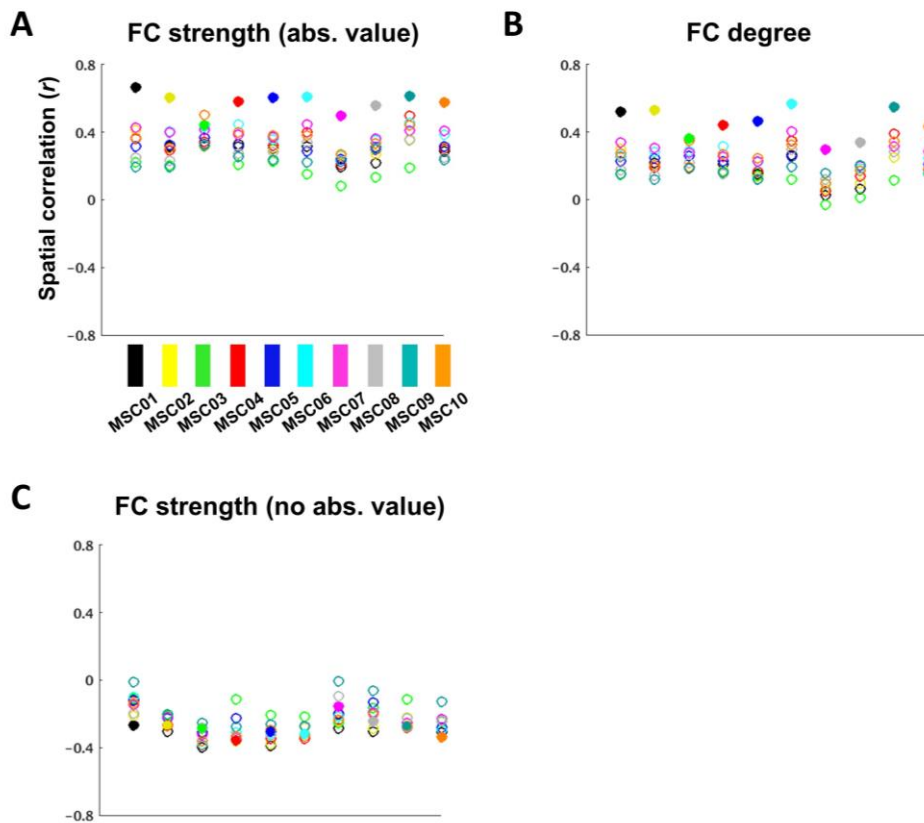 A
FC strength (abs. value)
Spatial correlation (r)
0.8
0.4
0
−0.4
−0.8
MSC01
MSC02
MSC03
MSC04
MSC05
MSC06
MSC07
MSC08
MSC09
MSC10
B
FC degree
0.8
0.4
0
−0.4
−0.8
C
FC strength (no abs. value)
0.8
0.4
0
−0.4
−0.8